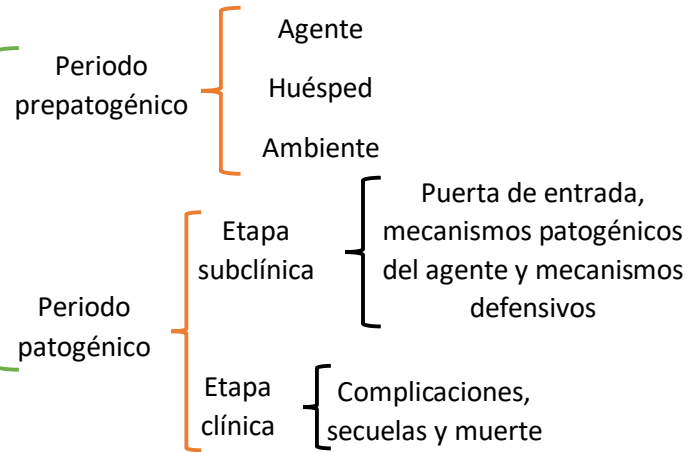 Periodo
prepatogénico
Agente
Huésped
Ambiente
Periodo
patogénico
Etapa
subclínica
Puerta de entrada,
mecanismos patogénicos
del agente y mecanismos
defensivos
Etapa
clínica
Complicaciones,
secuelas y muerte